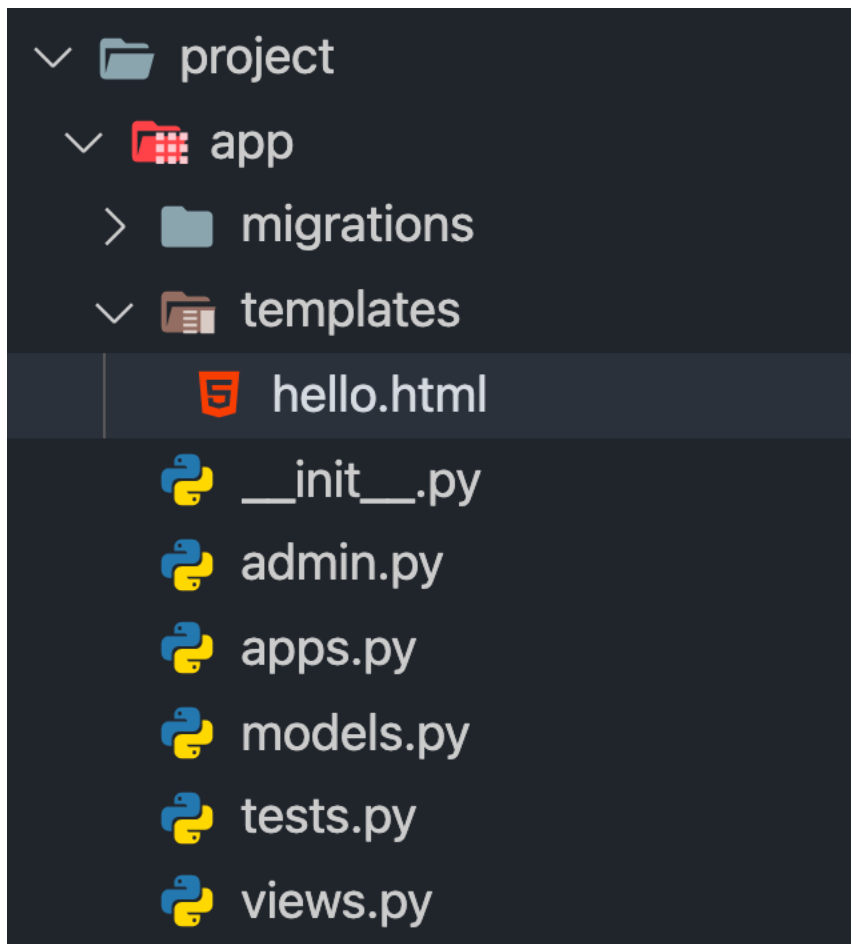 project
app
migrations
templates
hello.html
__init__.py
admin.py
apps.py
models.py
tests.py
views.py